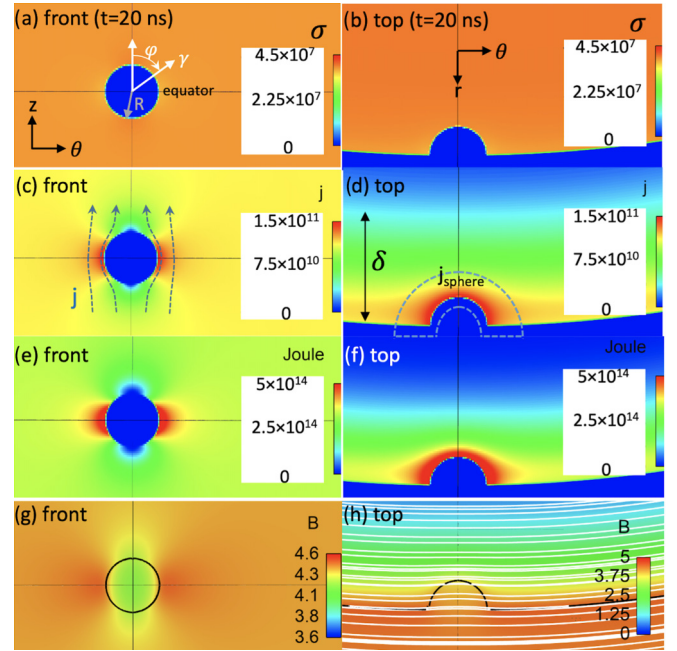 (a) front (t=20 ns)
σ
4.5×10⁷
2.25×10⁷
0
φ
γ
R
equator
z
θ
(b) top (t=20 ns)
σ
4.5×10⁷
2.25×10⁷
0
θ
r
(c) front
j
1.5×10¹¹
7.5×10¹⁰
0
j
(d) top
j
1.5×10¹¹
7.5×10¹⁰
0
δ
jsphere
(e) front
Joule
5×10¹⁴
2.5×10¹⁴
0
(f) top
Joule
5×10¹⁴
2.5×10¹⁴
0
(g) front
B
4.6
4.3
4.1
3.8
3.6
(h) top
B
5
3.75
2.5
1.25
0